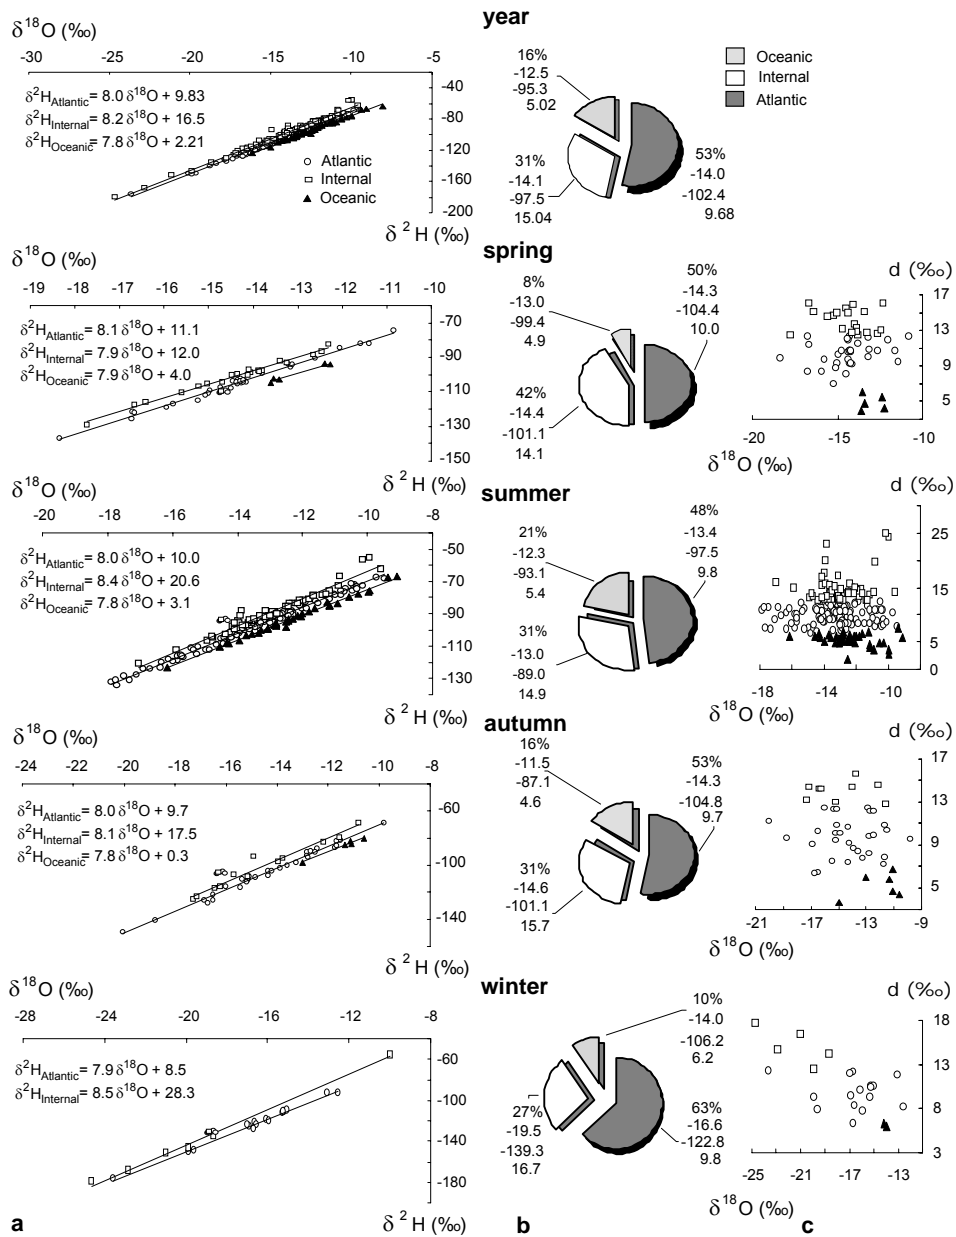 year
δ18O (‰)
-30 -25 -20 -15 -10 -5
-20
-40
-80
-120
-160
-200
δ2HAtlantic= 8.0 δ18O + 9.83
δ2HInternal = 8.2 δ18O + 16.5
δ2HOceanic= 7.8 δ18O + 2.21
Atlantic
Internal
Oceanic
δ 2 H (‰)
16%
-12.5
-95.3
5.02
31%
-14.1
-97.5
15.04
53%
-14.0
-102.4
9.68
Oceanic
Internal
Atlantic
spring
δ18O (‰)
-19 -18 -17 -16 -15 -14 -13 -12 -11 -10
-70
-90
-110
-130
-150
δ2HAtlantic= 8.1 δ18O + 11.1
δ2HInternal = 7.9 δ18O + 12.0
δ2HOceanic= 7.9 δ18O + 4.0
δ 2 H (‰)
8%
-13.0
-99.4
4.9
50%
-14.3
-104.4
10.0
42%
-14.4
-101.1
14.1
d (‰)
17
13
9
5
-20 -15 -10
δ18O (‰)
summer
δ18O (‰)
-20 -18 -16 -14 -12 -10 -8
-50
-70
-90
-110
-130
δ2HAtlantic= 8.0 δ18O + 10.0
δ2HInternal = 8.4 δ18O + 20.6
δ2HOceanic= 7.8 δ18O + 3.1
δ 2 H (‰)
21%
-12.3
-93.1
5.4
48%
-13.4
-97.5
9.8
31%
-13.0
-89.0
14.9
d (‰)
25
15
10
5
0
-18 -14 -10
δ18O (‰)
autumn
δ18O (‰)
-24 -22 -20 -18 -16 -14 -12 -10 -8
-60
-100
-140
δ2HAtlantic= 8.0 δ18O + 9.7
δ2HInternal = 8.1 δ18O + 17.5
δ2HOceanic= 7.8 δ18O + 0.3
δ 2 H (‰)
16%
-11.5
-87.1
4.6
53%
-14.3
-104.8
9.7
31%
-14.6
-101.1
15.7
d (‰)
17
13
9
5
-21 -17 -13 -9
δ18O (‰)
winter
δ18O (‰)
-28 -24 -20 -16 -12 -8
-60
-100
-140
-180
δ2HAtlantic= 7.9 δ18O + 8.5
δ2HInternal = 8.5 δ18O + 28.3
δ 2 H (‰)
10%
-14.0
-106.2
6.2
27%
-19.5
-139.3
16.7
63%
-16.6
-122.8
9.8
d (‰)
18
13
8
3
-25 -21 -17 -13
δ18O (‰)
a b c